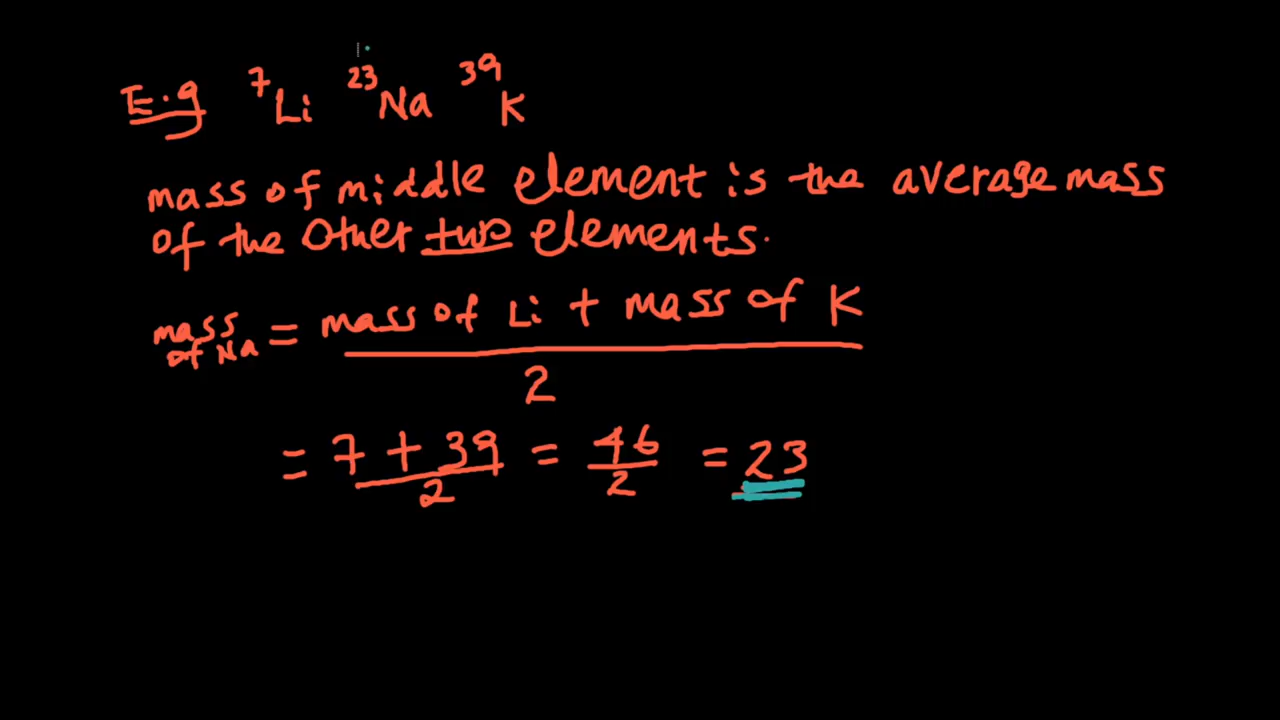 E.g ⁷Li ²³Na ³⁹K
mass of middle element is the average mass
of the other two elements.
mass of Na = mass of Li + mass of K
2
= 7 + 39 = 46 = 23
2 2